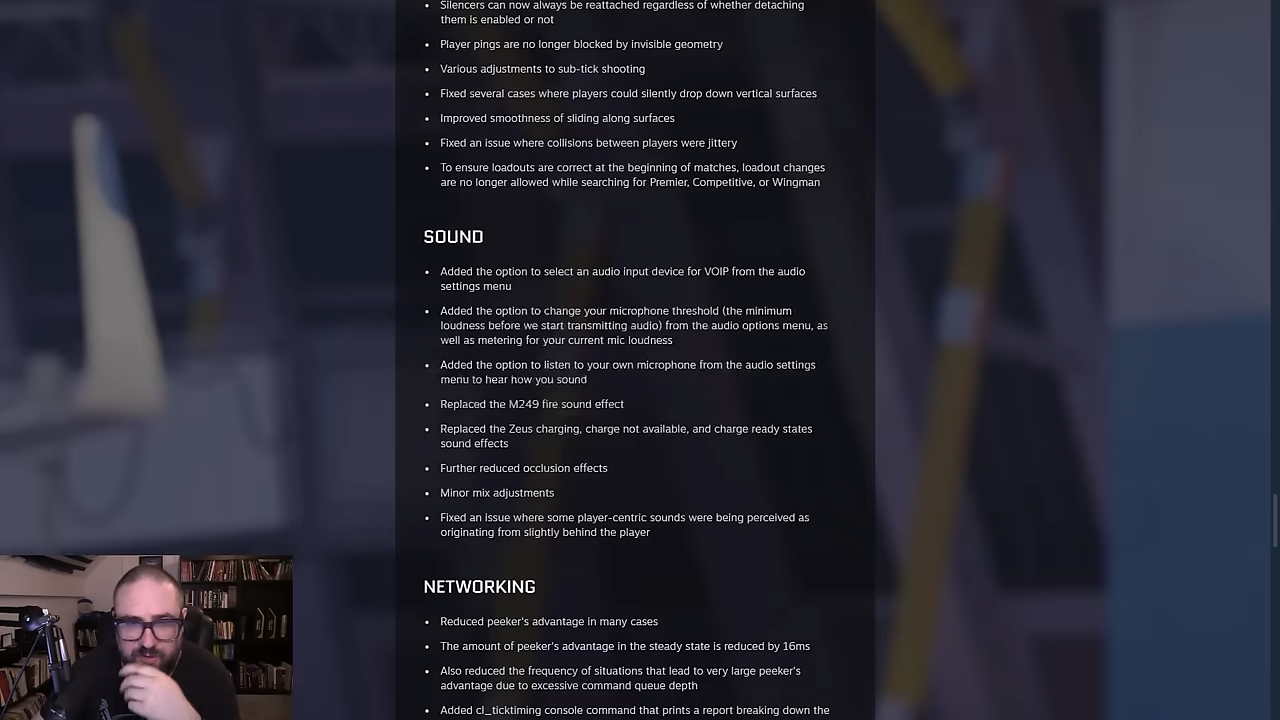 Silencers can now always be reattached regardless of whether detaching
them is enabled or not
Player pings are no longer blocked by invisible geometry
Various adjustments to sub-tick shooting
Fixed several cases where players could silently drop down vertical surfaces
Improved smoothness of sliding along surfaces
Fixed an issue where collisions between players were jittery
To ensure loadouts are correct at the beginning of matches, loadout changes
are no longer allowed while searching for Premier, Competitive, or Wingman
SOUND
Added the option to select an audio input device for VOIP from the audio
settings menu
Added the option to change your microphone threshold (the minimum
loudness before we start transmitting audio) from the audio options menu, as
well as metering for your current mic loudness
Added the option to listen to your own microphone from the audio settings
menu to hear how you sound
Replaced the M249 fire sound effect
Replaced the Zeus charging, charge not available, and charge ready states
sound effects
Further reduced occlusion effects
Minor mix adjustments
Fixed an issue where some player-centric sounds were being perceived as
originating from slightly behind the player
NETWORKING
Reduced peeker's advantage in many cases
The amount of peeker's advantage in the steady state is reduced by 16ms
Also reduced the frequency of situations that lead to very large peeker's
advantage due to excessive command queue depth
Added cl_ticktiming console command that prints a report breaking down the